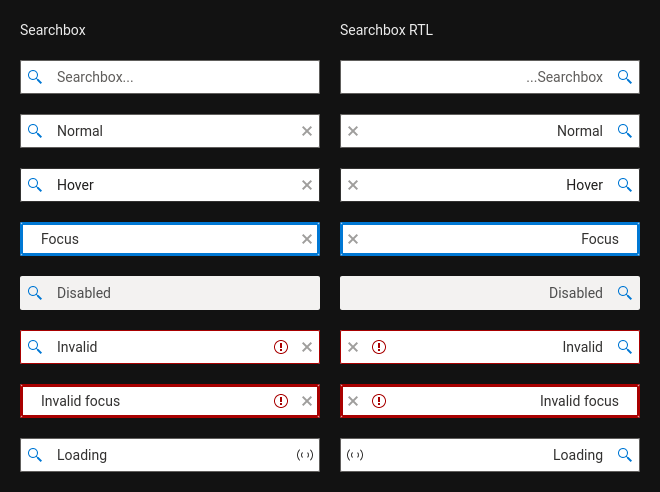 Searchbox
Searchbox...
Normal
Hover
Focus
Disabled
Invalid
Invalid focus
Loading
Searchbox RTL
...Searchbox
Normal
Hover
Focus
Disabled
Invalid
Invalid focus
Loading